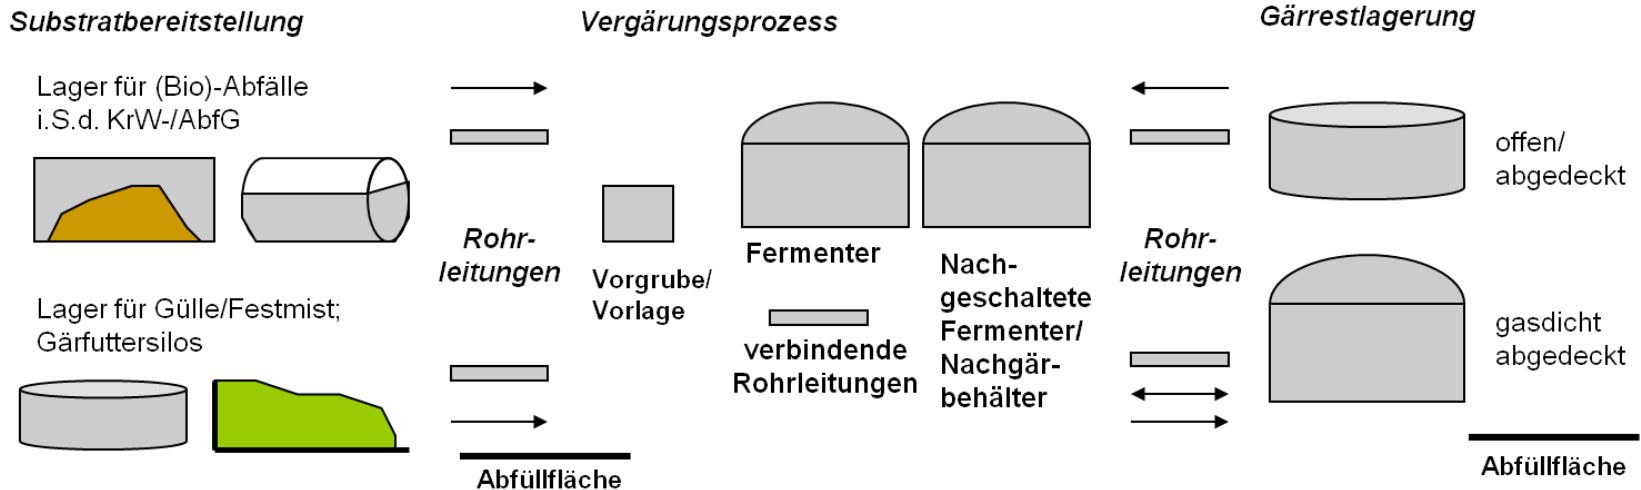 Substratbereitstellung
Lager für (Bio)-Abfälle
i.S.d. KrW-/AbfG
Lager für Gülle/Festmist;
Gärfuttersilos
Rohr-
leitungen
Abfüllfläche
Vergärungsprozess
Vorgrube/
Vorlage
Fermenter
verbindende
Rohrleitungen
Nach-
geschaltete
Fermenter/
Nachgär-
behälter
Rohr-
leitungen
Gärrestlagerung
offen/
abgedeckt
gasdicht
abgedeckt
Abfüllfläche